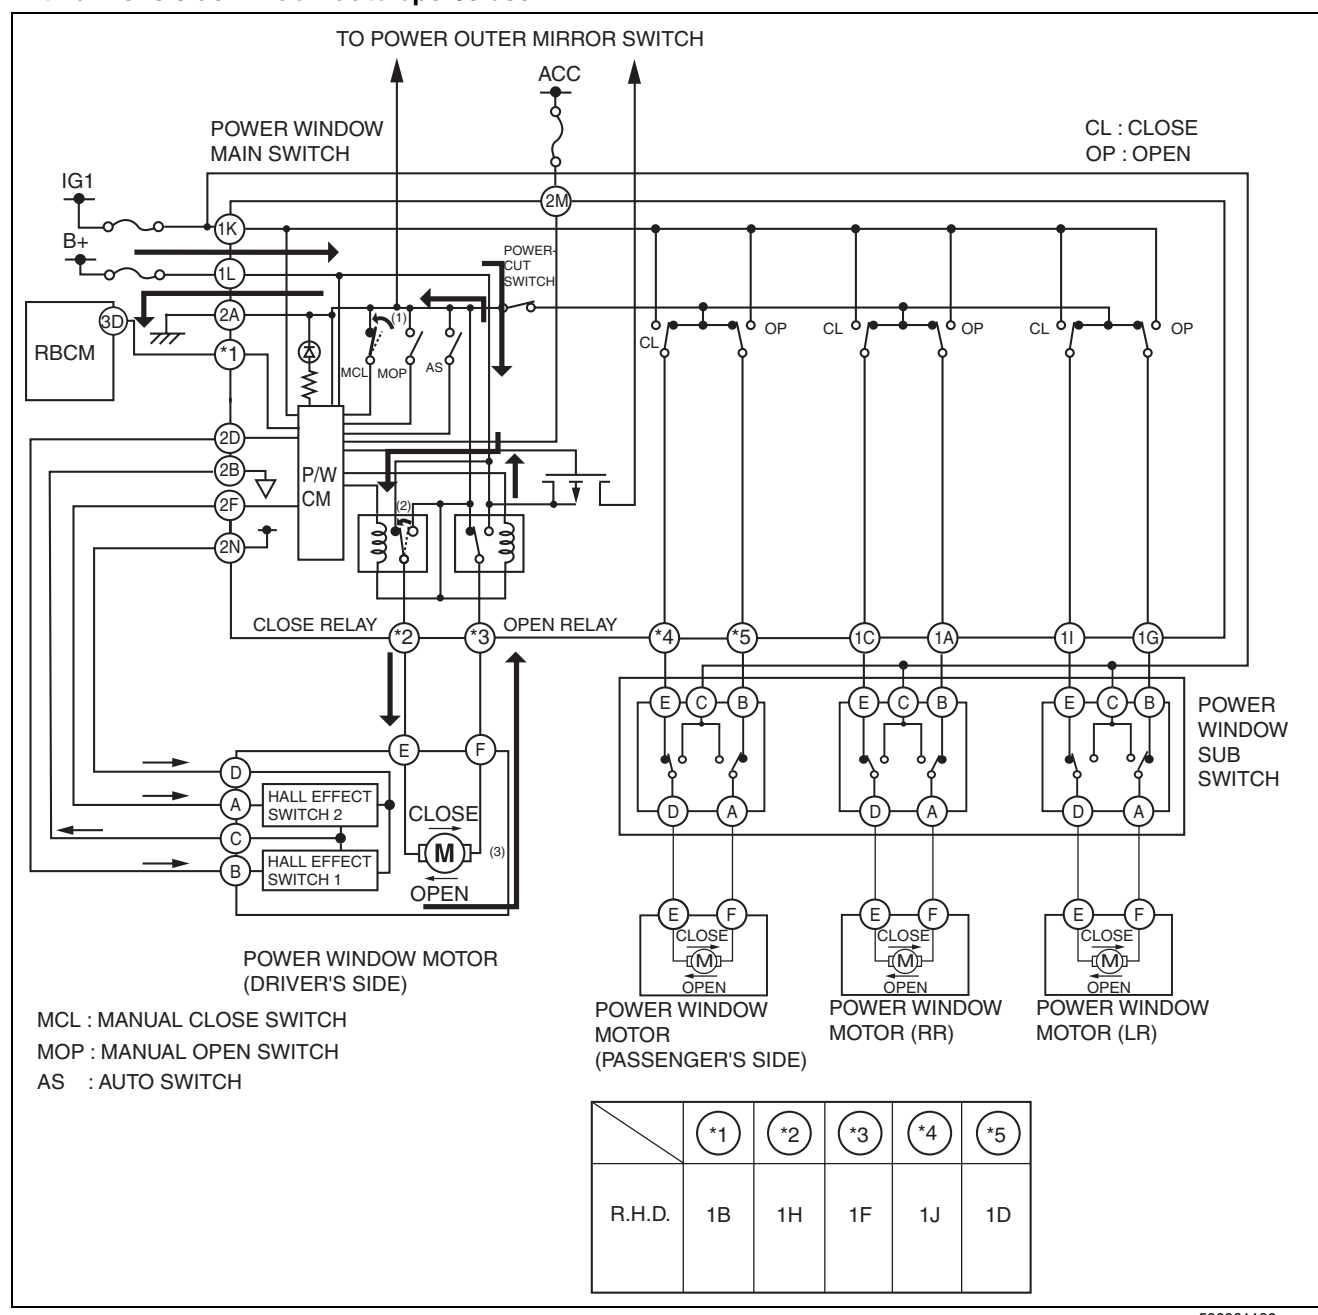 TO POWER OUTER MIRROR SWITCH
ACC
POWER WINDOW
MAIN SWITCH
CL : CLOSE
OP : OPEN
IG1
2M
1K
B+
POWER-
CUT
SWITCH
1L
2A
3D
(1)
RBCM
*1
MCL
MOP
AS
CL
OP
CL
OP
CL
OP
2D
2B
P/W
CM
2F
(2)
2N
CLOSE RELAY
*2
*3
OPEN RELAY
*4
*5
1C
1A
1I
1G
E
C
B
E
C
B
E
C
B
POWER
WINDOW
SUB
SWITCH
E
F
D
A
HALL EFFECT
SWITCH 2
C
B
HALL EFFECT
SWITCH 1
CLOSE
M
(3)
OPEN
D
A
D
A
D
A
E
F
E
F
E
F
CLOSE
M
OPEN
CLOSE
M
OPEN
CLOSE
M
OPEN
POWER WINDOW MOTOR
(DRIVER'S SIDE)
POWER WINDOW
MOTOR
(PASSENGER'S SIDE)
POWER WINDOW
MOTOR (RR)
POWER WINDOW
MOTOR (LR)
MCL : MANUAL CLOSE SWITCH
MOP : MANUAL OPEN SWITCH
AS : AUTO SWITCH
*1 *2 *3 *4 *5
R.H.D. 1B 1H 1F 1J 1D